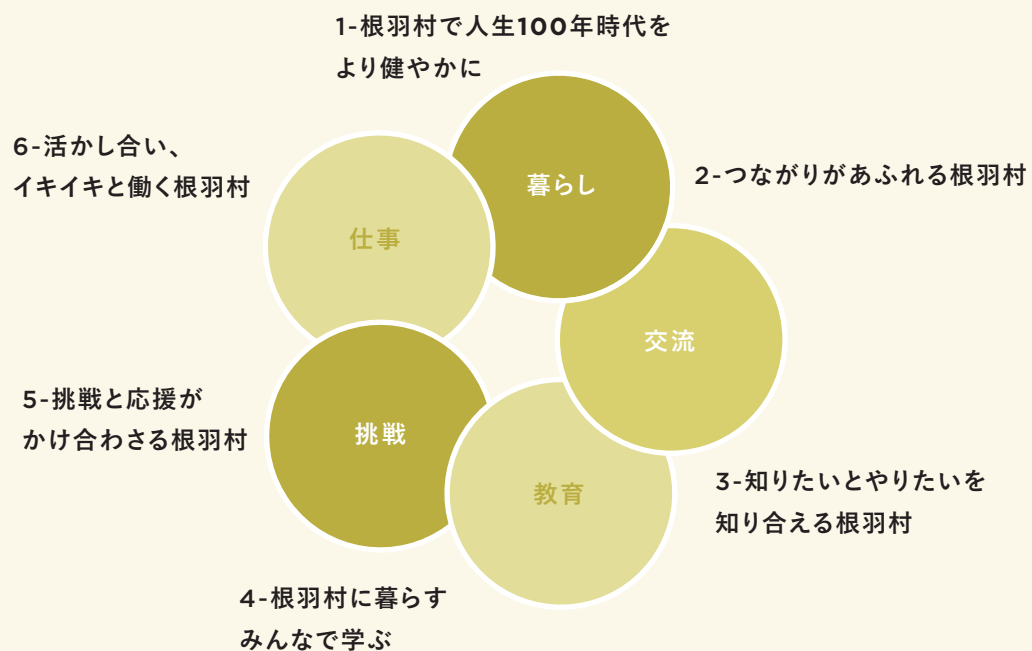 1-根羽村で人生100年時代を
より健やかに
2-つながりがあふれる根羽村
3-知りたいとやりたいを
知り合える根羽村
4-根羽村に暮らす
みんなで学ぶ
5-挑戦と応援が
かけ合わさる根羽村
6-活かし合い、
イキイキと働く根羽村
暮らし
交流
教育
挑戦
仕事